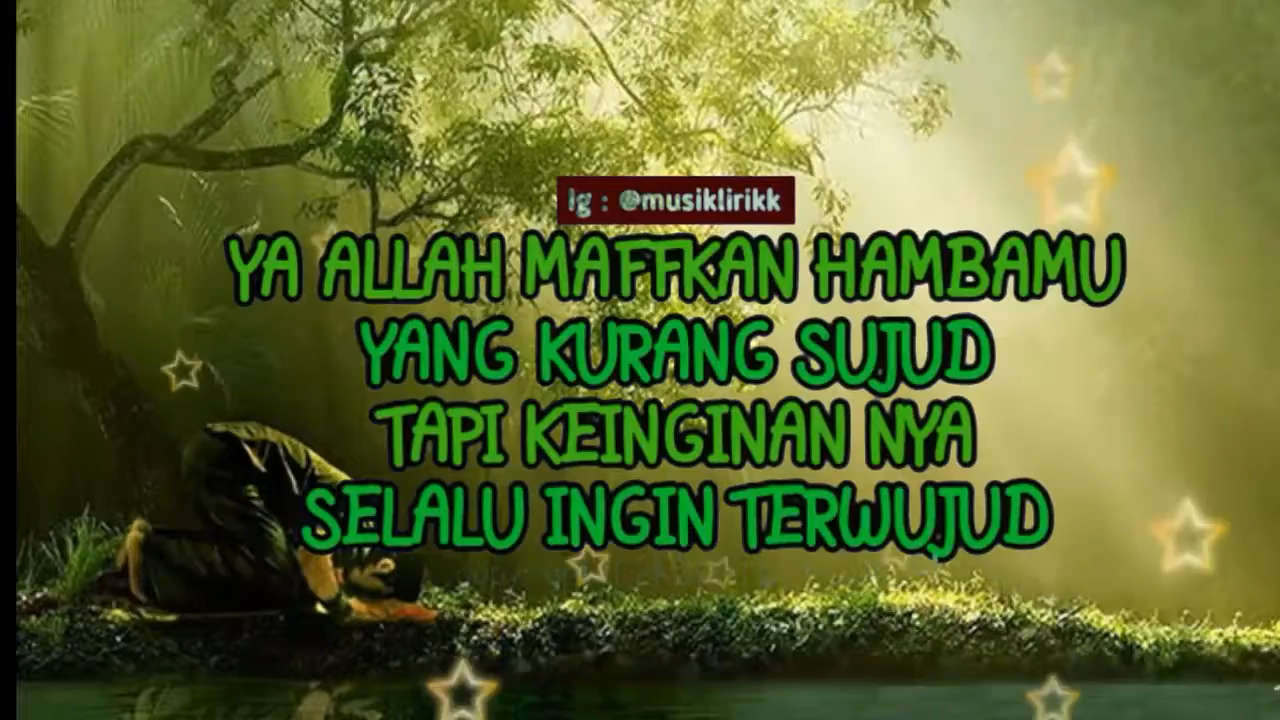 Ig : @musiklirikk
YA ALLAH MAFFKAN HAMBAMU
YANG KURANG SUJUD
TAPI KEINGINAN NYA
SELALU INGIN TERWUJUD